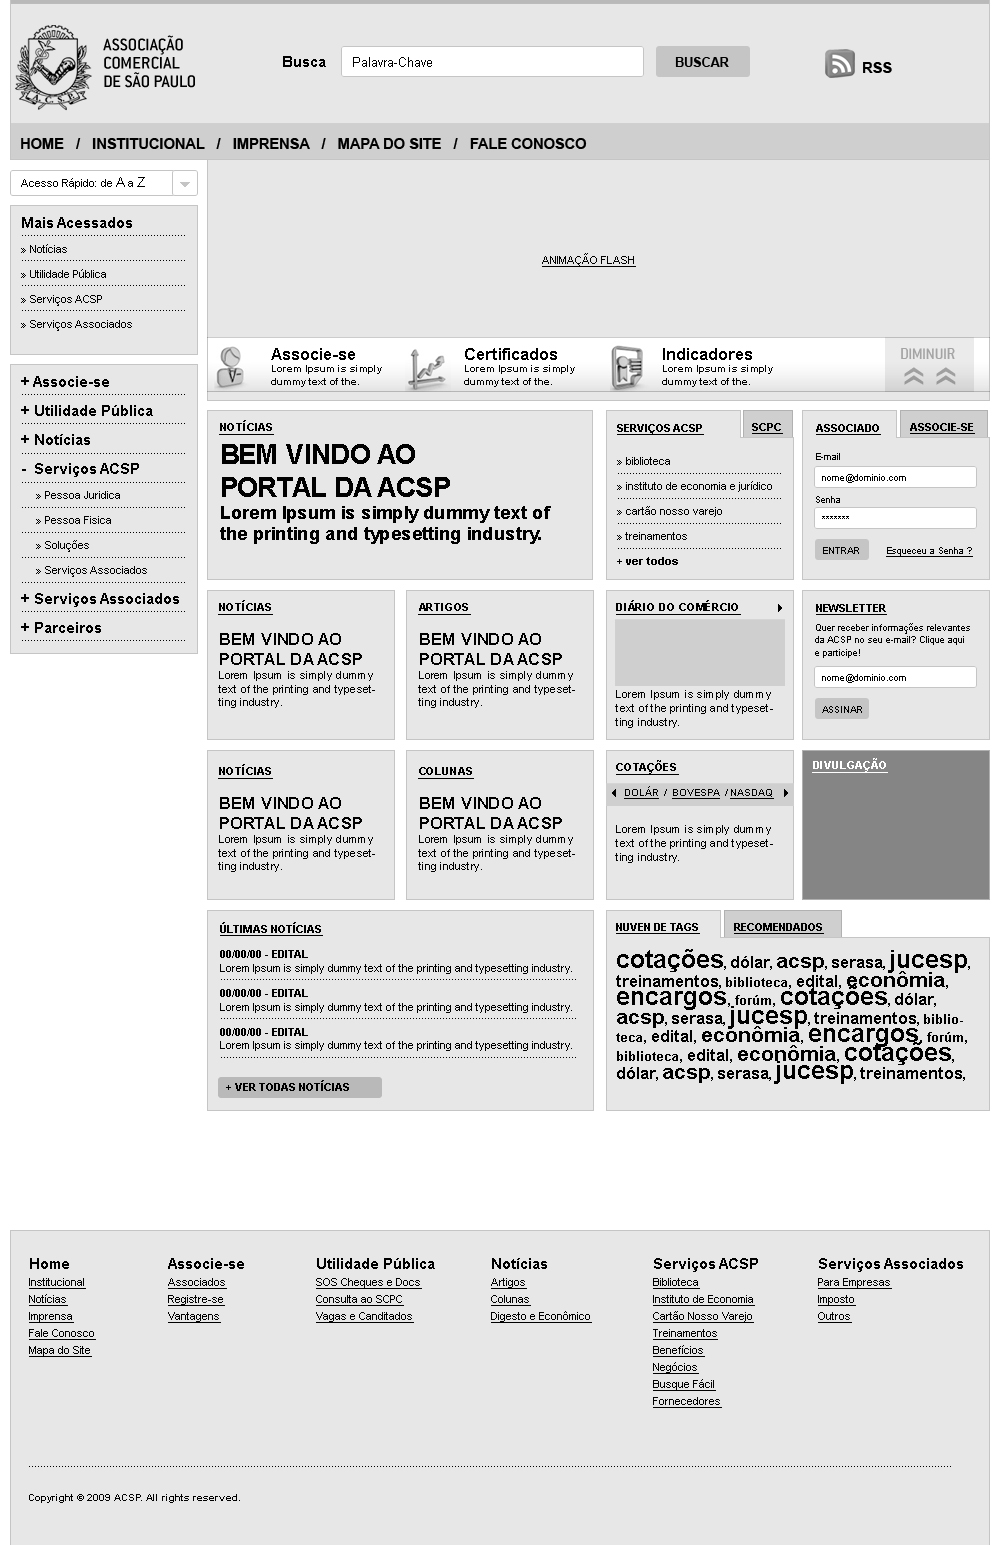 ASSOCIAÇÃO
COMERCIAL
DE SÃO PAULO
A.C.S.P.
Busca
Palavra-Chave
BUSCAR
RSS
HOME / INSTITUCIONAL / IMPRENSA / MAPA DO SITE / FALE CONOSCO
Acesso Rápido: de A a Z
Mais Acessados
» Notícias
» Utilidade Pública
» Serviços ACSP
» Serviços Associados
+ Associe-se
+ Utilidade Pública
+ Notícias
- Serviços ACSP
» Pessoa Juridica
» Pessoa Fisica
» Soluções
» Serviços Associados
+ Serviços Associados
+ Parceiros
ANIMAÇÃO FLASH
Associe-se
Lorem Ipsum is simply
dummy text of the.
Certificados
Lorem Ipsum is simply
dummy text of the.
Indicadores
Lorem Ipsum is simply
dummy text of the.
DIMINUIR
NOTÍCIAS
BEM VINDO AO
PORTAL DA ACSP
Lorem Ipsum is simply dummy text of
the printing and typesetting industry.
SERVIÇOS ACSP
SCPC
» biblioteca
» instituto de economia e jurídico
» cartão nosso varejo
» treinamentos
+ ver todos
ASSOCIADO
ASSOCIE-SE
E-mail
nome@dominio.com
Senha
*******
ENTRAR
Esqueceu a Senha ?
NOTÍCIAS
BEM VINDO AO
PORTAL DA ACSP
Lorem Ipsum is simply dummy
text of the printing and typeset-
ting industry.
ARTIGOS
BEM VINDO AO
PORTAL DA ACSP
Lorem Ipsum is simply dummy
text of the printing and typeset-
ting industry.
DIÁRIO DO COMÉRCIO
Lorem Ipsum is simply dummy
text of the printing and typeset-
ting industry.
NEWSLETTER
Quer receber informações relevantes
da ACSP no seu e-mail? Clique aqui
e participe!
nome@dominio.com
ASSINAR
NOTÍCIAS
BEM VINDO AO
PORTAL DA ACSP
Lorem Ipsum is simply dummy
text of the printing and typeset-
ting industry.
COLUNAS
BEM VINDO AO
PORTAL DA ACSP
Lorem Ipsum is simply dummy
text of the printing and typeset-
ting industry.
COTAÇÕES
DOLÁR / BOVESPA / NASDAQ
Lorem Ipsum is simply dummy
text of the printing and typeset-
ting industry.
DIVULGAÇÃO
ÚLTIMAS NOTÍCIAS
00/00/00 - EDITAL
Lorem Ipsum is simply dummy text of the printing and typesetting industry.
00/00/00 - EDITAL
Lorem Ipsum is simply dummy text of the printing and typesetting industry.
00/00/00 - EDITAL
Lorem Ipsum is simply dummy text of the printing and typesetting industry.
+ VER TODAS NOTÍCIAS
NUVEN DE TAGS
RECOMENDADOS
cotações, dólar, acsp, serasa, jucesp,
treinamentos, biblioteca, edital, econômia,
encargos, forúm, cotações, dólar,
acsp, serasa, jucesp, treinamentos, biblio-
teca, edital, econômia, encargos, forúm,
biblioteca, edital, econômia, cotações,
dólar, acsp, serasa, jucesp, treinamentos,
Home
Institucional
Notícias
Imprensa
Fale Conosco
Mapa do Site
Associe-se
Associados
Registre-se
Vantagens
Utilidade Pública
SOS Cheques e Docs
Consulta ao SCPC
Vagas e Canditados
Notícias
Artigos
Colunas
Digesto e Econômico
Serviços ACSP
Biblioteca
Instituto de Economia
Cartão Nosso Varejo
Treinamentos
Benefícios
Negócios
Busque Fácil
Fornecedores
Serviços Associados
Para Empresas
Imposto
Outros
Copyright © 2009 ACSP. All rights reserved.